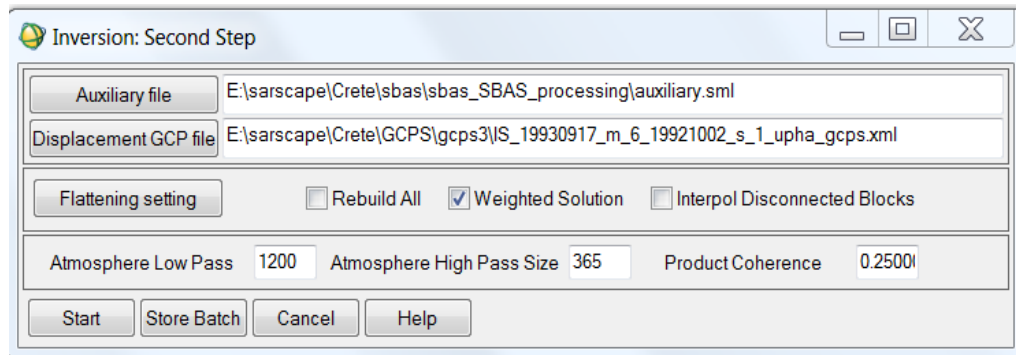 Inversion: Second Step
Auxiliary file E:\sarscape\Crete\sbas\sbas_SBAS_processing\auxiliary.sml
Displacement GCP file E:\sarscape\Crete\GCPS\gcps3\IS_19930917_m_6_19921002_s_1_upha_gcps.xml
Flattening setting Rebuild All Weighted Solution Interpol Disconnected Blocks
Atmosphere Low Pass 1200 Atmosphere High Pass Size 365 Product Coherence 0.2500
Start Store Batch Cancel Help